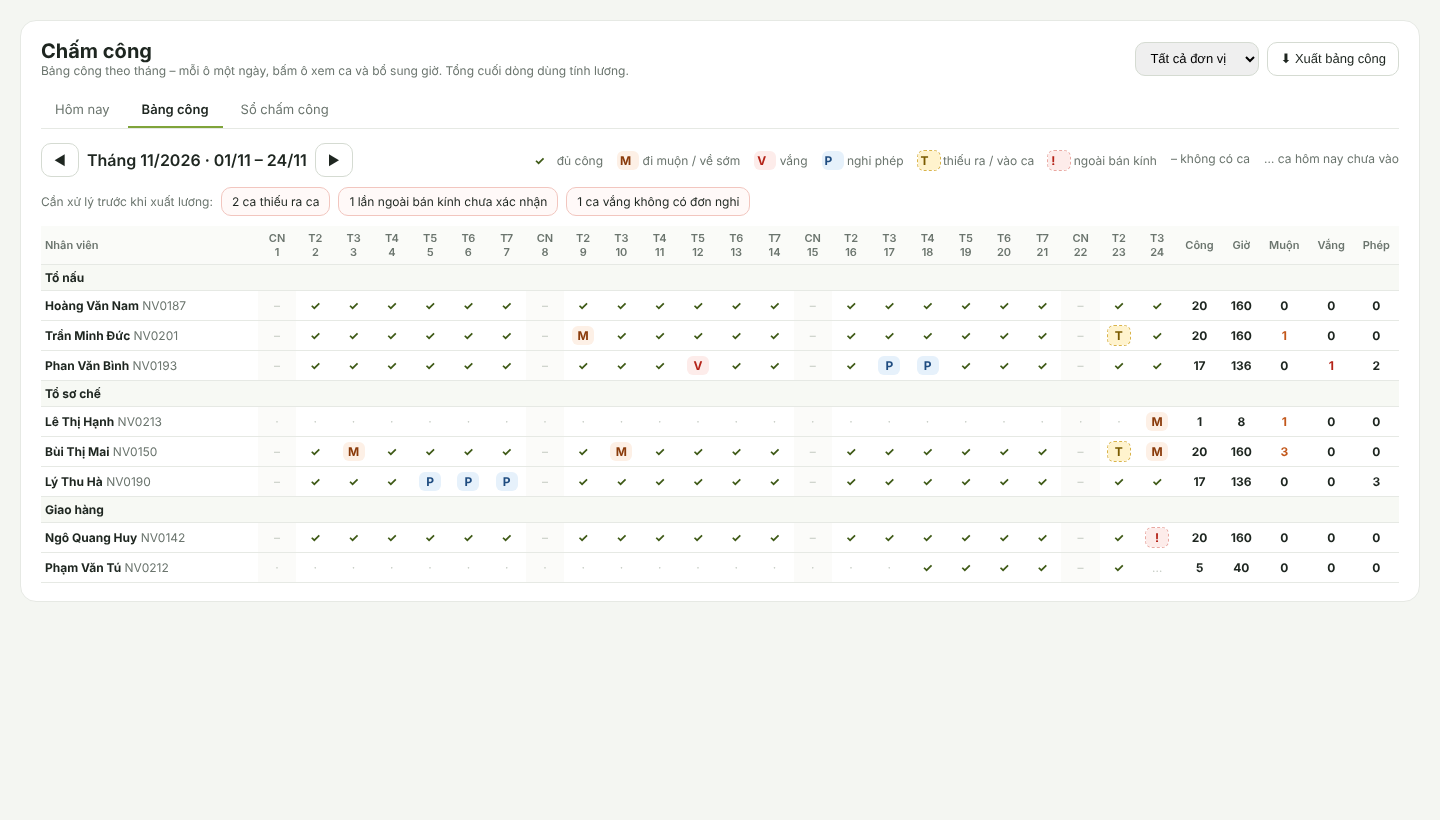 Chấm công
Bảng công theo tháng – mỗi ô một ngày, bấm ô xem ca và bổ sung giờ. Tổng cuối dòng dùng tính lương.
Tất cả đơn vị
⬇ Xuất bảng công
Hôm nay Bảng công Sổ chấm công
◀ Tháng 11/2026 · 01/11 – 24/11 ▶
✓ đủ công M đi muộn / về sớm V vắng P nghỉ phép T thiếu ra / vào ca ! ngoài bán kính – không có ca … ca hôm nay chưa vào
Cần xử lý trước khi xuất lương: 2 ca thiếu ra ca 1 lần ngoài bán kính chưa xác nhận 1 ca vắng không có đơn nghỉ
Nhân viên CN 1 T2 2 T3 3 T4 4 T5 5 T6 6 T7 7 CN 8 T2 9 T3 10 T4 11 T5 12 T6 13 T7 14 CN 15 T2 16 T3 17 T4 18 T5 19 T6 20 T7 21 CN 22 T2 23 T3 24 Công Giờ Muộn Vắng Phép
Tổ nấu
Hoàng Văn Nam NV0187 – ✓ ✓ ✓ ✓ ✓ ✓ – ✓ ✓ ✓ ✓ ✓ ✓ – ✓ ✓ ✓ ✓ ✓ ✓ – ✓ ✓ 20 160 0 0 0
Trần Minh Đức NV0201 – ✓ ✓ ✓ ✓ ✓ ✓ – M ✓ ✓ ✓ ✓ ✓ – ✓ ✓ ✓ ✓ ✓ ✓ – T ✓ 20 160 1 0 0
Phan Văn Bình NV0193 – ✓ ✓ ✓ ✓ ✓ ✓ – ✓ ✓ ✓ V ✓ ✓ – ✓ P P ✓ ✓ ✓ – ✓ ✓ 17 136 0 1 2
Tổ sơ chế
Lê Thị Hạnh NV0213 · · · · · · · · · · · · · · · · · · · · · · · M 1 8 1 0 0
Bùi Thị Mai NV0150 – ✓ M ✓ ✓ ✓ ✓ – ✓ M ✓ ✓ ✓ ✓ – ✓ ✓ ✓ ✓ ✓ ✓ – T M 20 160 3 0 0
Lý Thu Hà NV0190 – ✓ ✓ ✓ P P P – ✓ ✓ ✓ ✓ ✓ ✓ – ✓ ✓ ✓ ✓ ✓ ✓ – ✓ ✓ 17 136 0 0 3
Giao hàng
Ngô Quang Huy NV0142 – ✓ ✓ ✓ ✓ ✓ ✓ – ✓ ✓ ✓ ✓ ✓ ✓ – ✓ ✓ ✓ ✓ ✓ ✓ – ✓ ! 20 160 0 0 0
Phạm Văn Tú NV0212 · · · · · · · · · · · · · · · · · ✓ ✓ ✓ ✓ – ✓ … 5 40 0 0 0